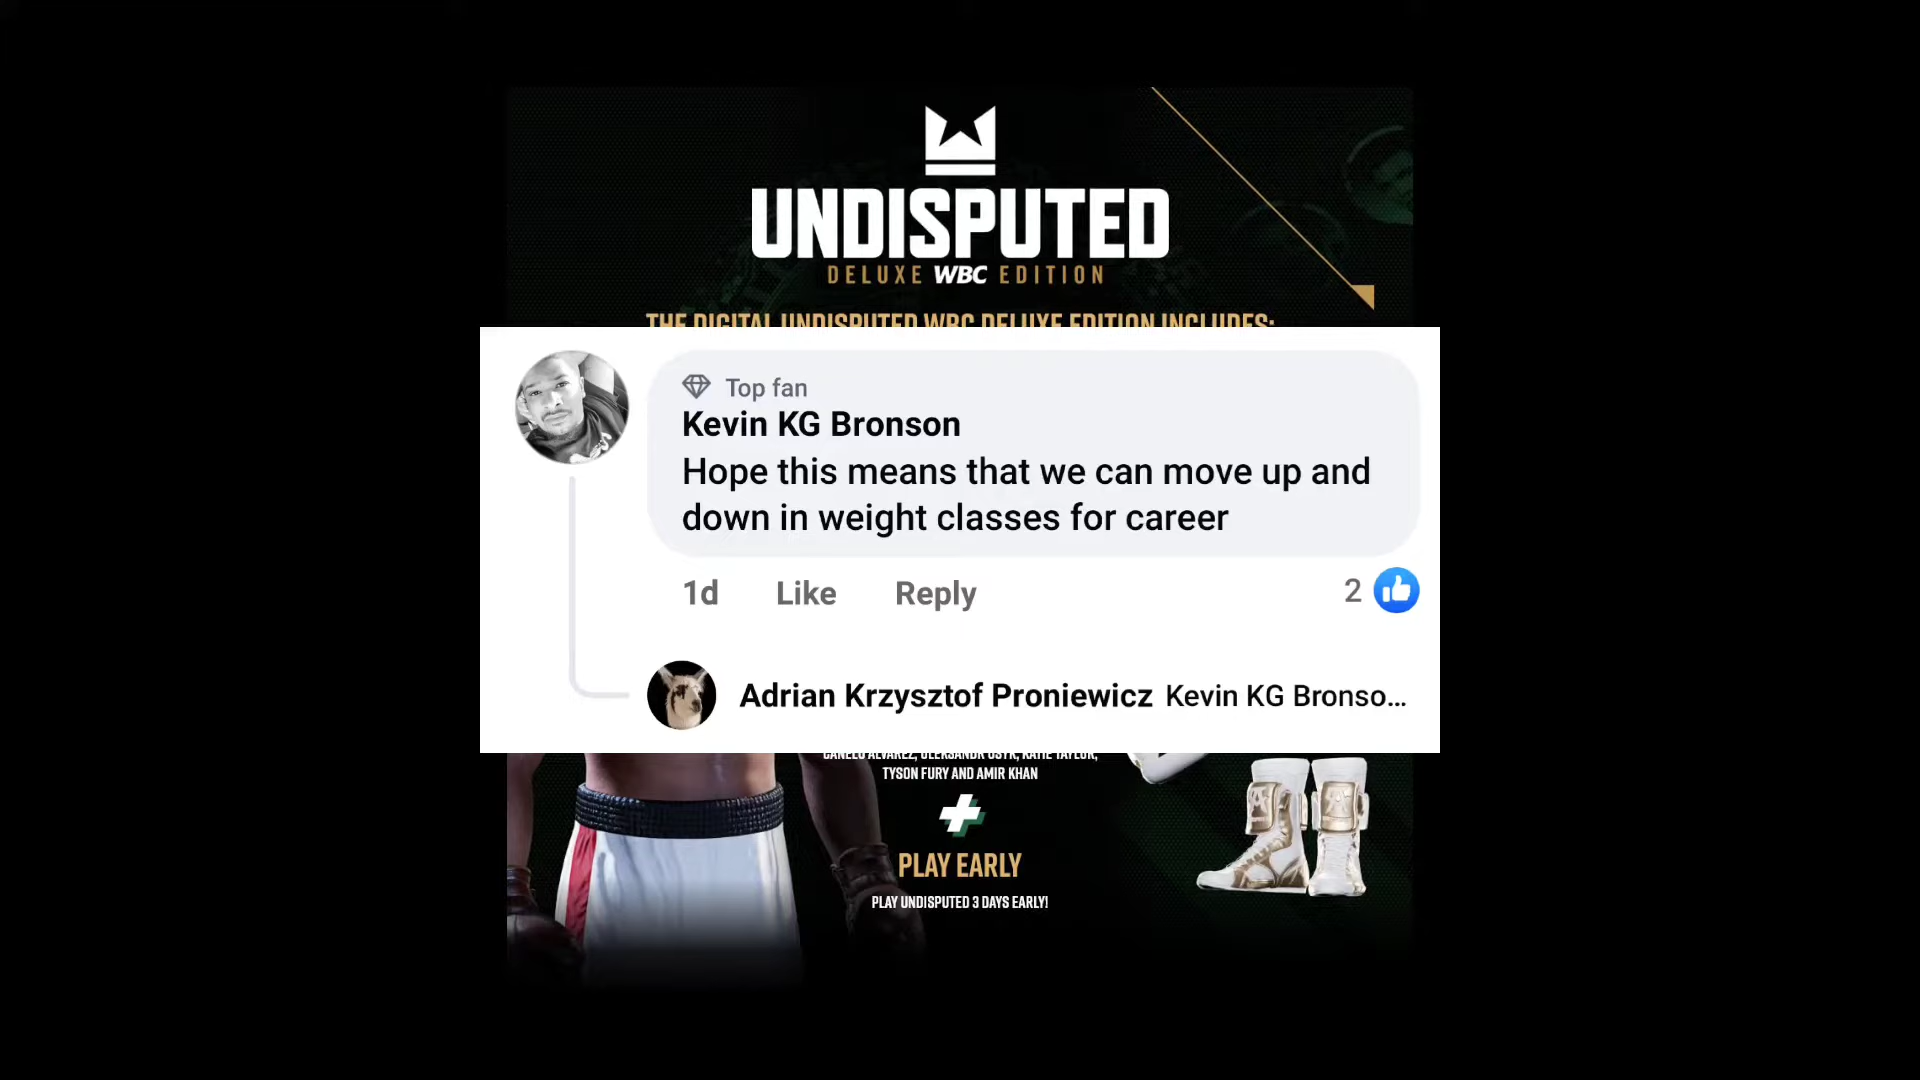 UNDISPUTED
DELUXE WBC EDITION
THE DIGITAL UNDISPUTED WBC DELUXE EDITION INCLUDES:
Top fan
Kevin KG Bronson
Hope this means that we can move up and
down in weight classes for career
1d Like Reply 2
Adrian Krzysztof Proniewicz Kevin KG Bronso...
CANELO ALVAREZ, OLEKSANDR USYK, KATIE TAYLOR,
TYSON FURY AND AMIR KHAN
PLAY EARLY
PLAY UNDISPUTED 3 DAYS EARLY!